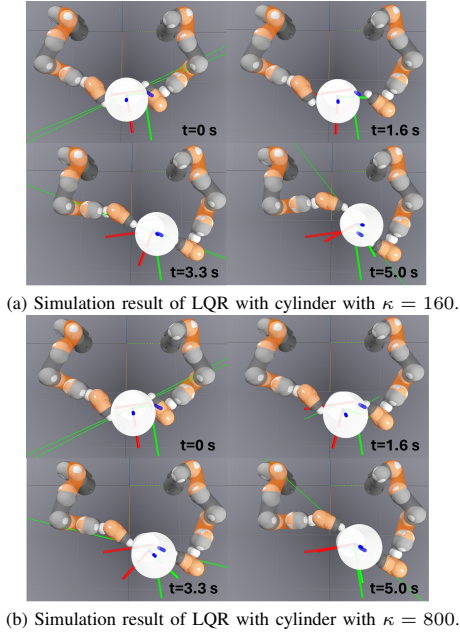 t=0 s
t=1.6 s
t=3.3 s
t=5.0 s
(a) Simulation result of LQR with cylinder with κ = 160.
t=0 s
t=1.6 s
t=3.3 s
t=5.0 s
(b) Simulation result of LQR with cylinder with κ = 800.